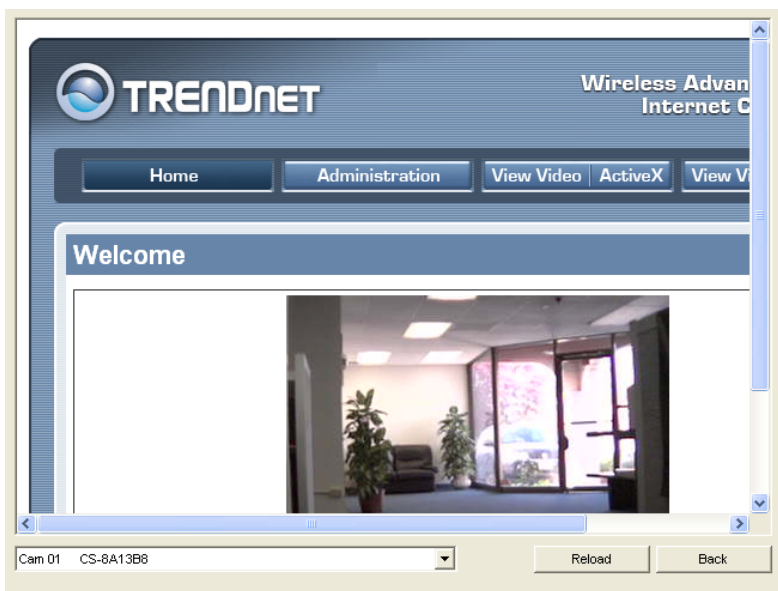 TRENDNET
Wireless Advan
Internet C
Home Administration View Video ActiveX View Vi
Welcome
Cam 01 CS-8A13B8 Reload Back